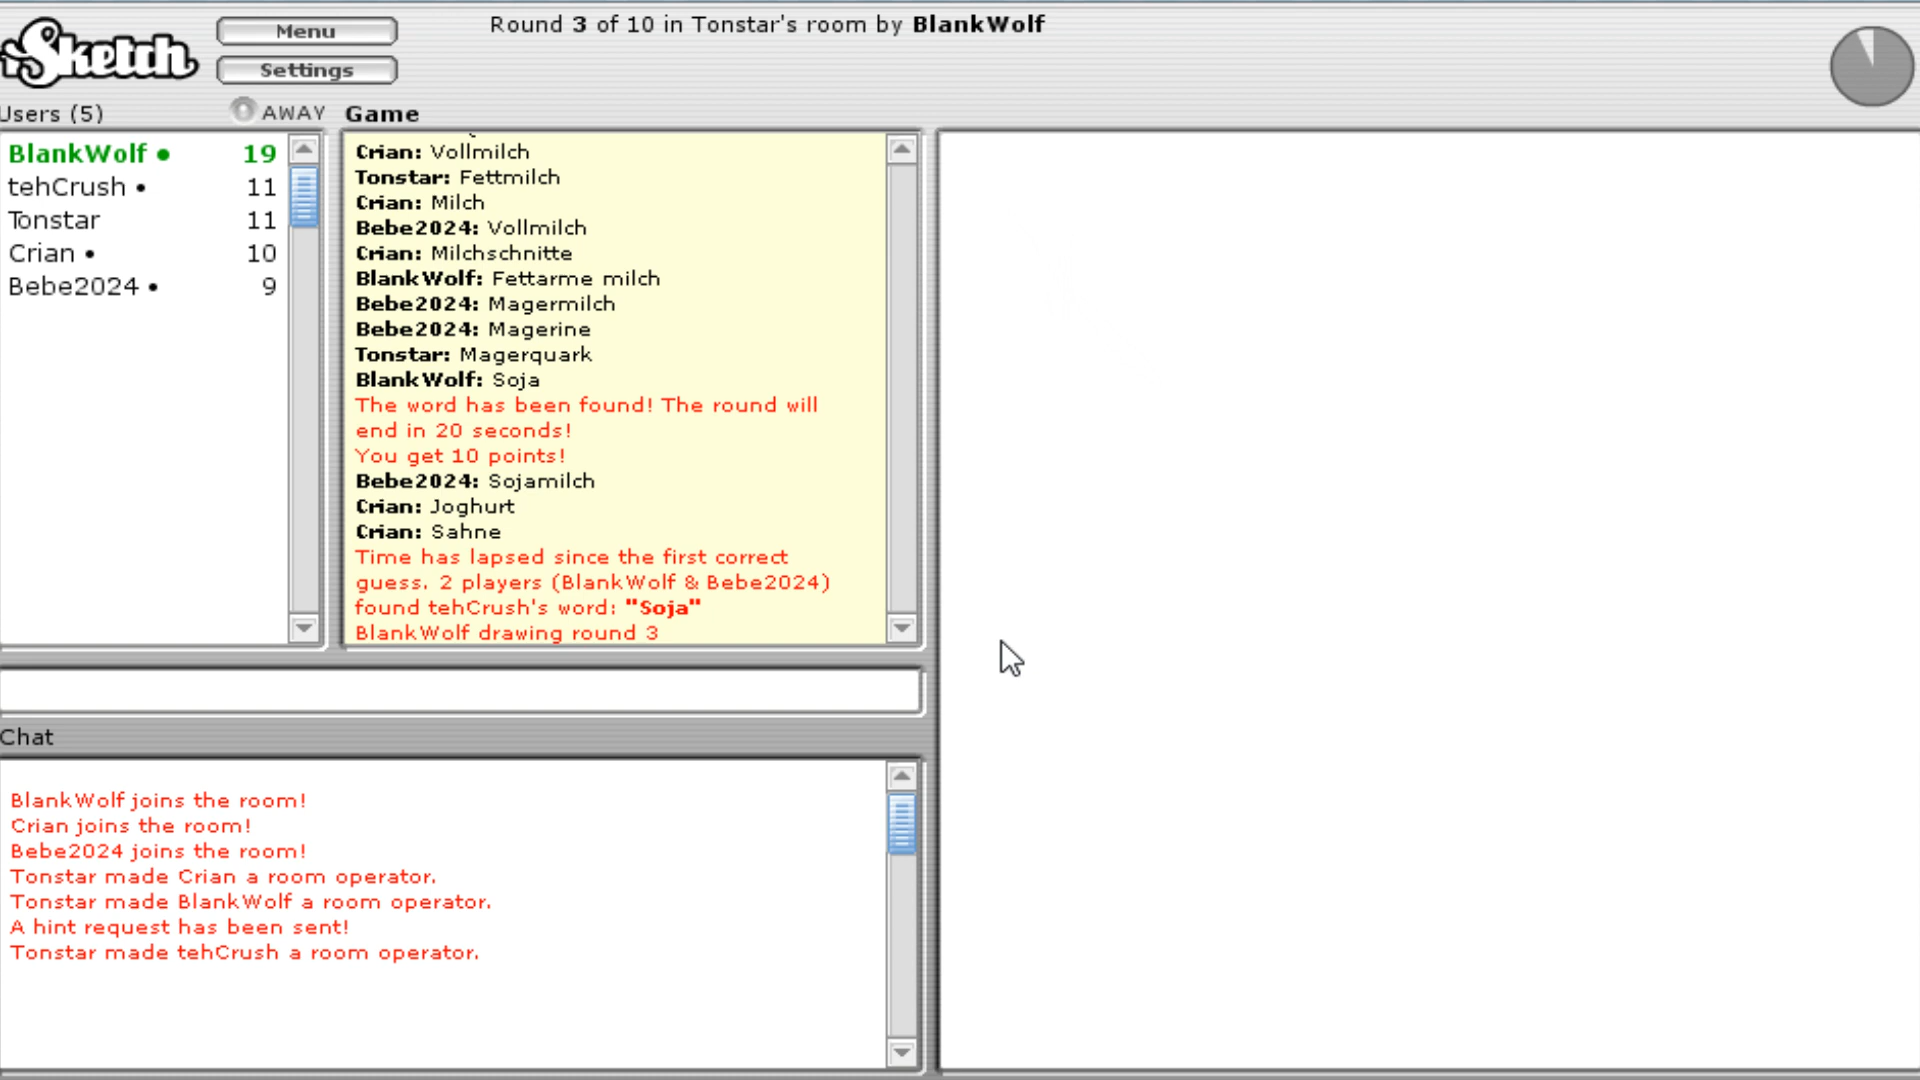 iSketch
Menu
Settings
Round 3 of 10 in Tonstar's room by BlankWolf
Users (5)
AWAY
Game
BlankWolf • 19
tehCrush • 11
Tonstar 11
Crian • 10
Bebe2024 • 9
Crian: Vollmilch
Tonstar: Fettmilch
Crian: Milch
Bebe2024: Vollmilch
Crian: Milchschnitte
BlankWolf: Fettarme milch
Bebe2024: Magermilch
Bebe2024: Magerine
Tonstar: Magerquark
BlankWolf: Soja
The word has been found! The round will
end in 20 seconds!
You get 10 points!
Bebe2024: Sojamilch
Crian: Joghurt
Crian: Sahne
Time has lapsed since the first correct
guess. 2 players (BlankWolf & Bebe2024)
found tehCrush's word: "Soja"
BlankWolf drawing round 3
Chat
BlankWolf joins the room!
Crian joins the room!
Bebe2024 joins the room!
Tonstar made Crian a room operator.
Tonstar made BlankWolf a room operator.
A hint request has been sent!
Tonstar made tehCrush a room operator.